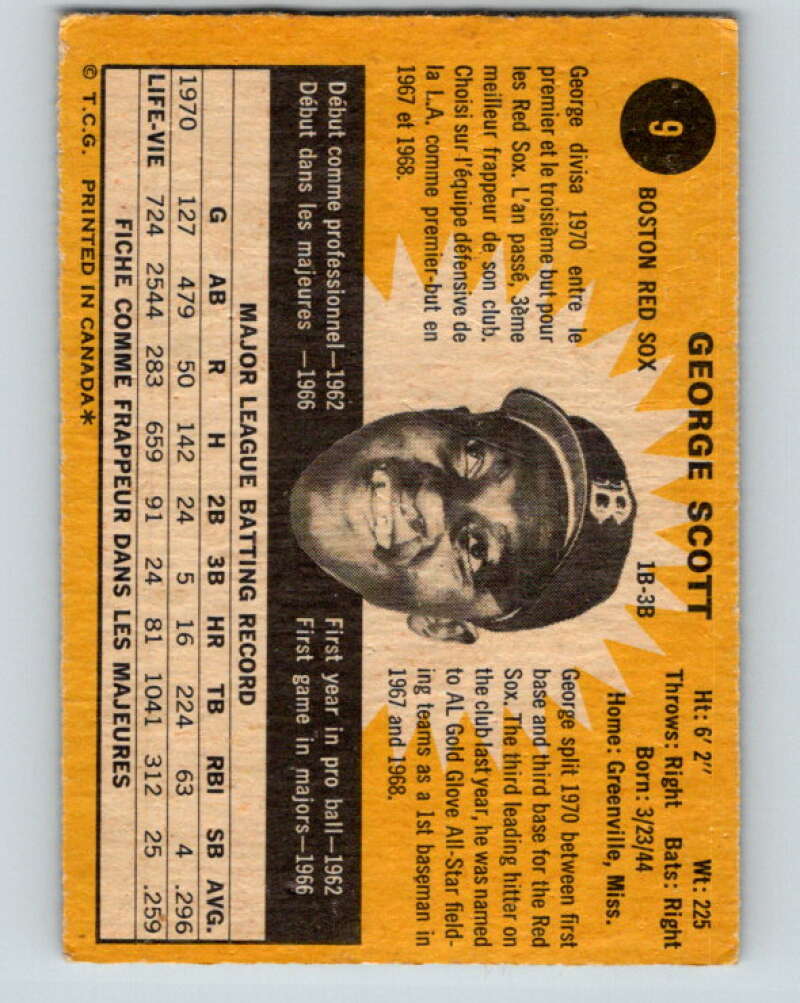 9
GEORGE SCOTT
BOSTON RED SOX
1B-3B
Ht: 6' 2" Wt: 225
Throws: Right Bats: Right
Born: 3/23/44
Home: Greenville, Miss.
George divisa 1970 entre le
premier et le troisième but pour
les Red Sox. L'an passé, 3ème
meilleur frappeur de son club.
Choisi sur l'équipe défensive de
la L.A. comme premier-but en
1967 et 1968.
B
George split 1970 between first
base and third base for the Red
Sox. The third leading hitter on
the club last year, he was named
to AL Gold Glove All-Star field-
ing teams as a 1st baseman in
1967 and 1968.
Début comme professionnel—1962
Début dans les majeures —1966
First year in pro ball—1962
First game in majors—1966
MAJOR LEAGUE BATTING RECORD
G AB R H 2B 3B HR TB RBI SB AVG.
1970 127 479 50 142 24 5 16 224 63 4 .296
LIFE-VIE 724 2544 283 659 91 24 81 1041 312 25 .259
FICHE COMME FRAPPEUR DANS LES MAJEURES
© T.C.G. PRINTED IN CANADA*